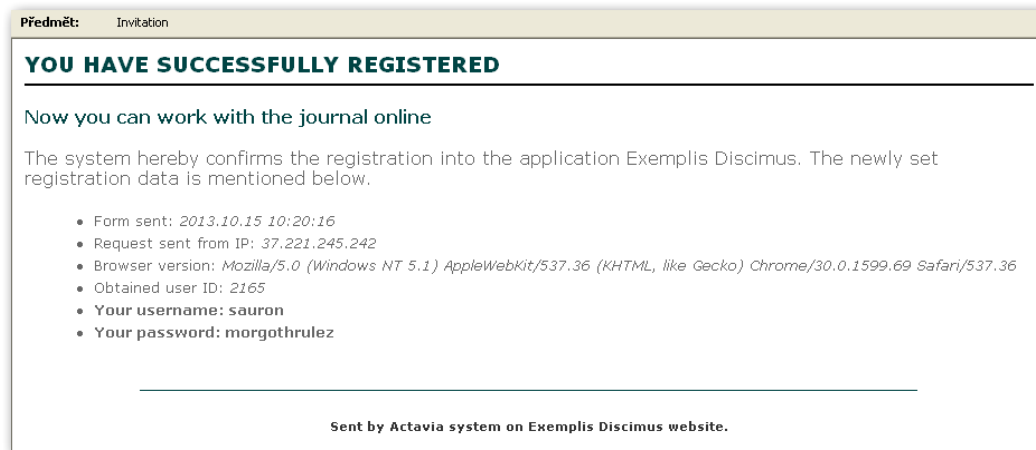 Předmět: Invitation
YOU HAVE SUCCESSFULLY REGISTERED
Now you can work with the journal online
The system hereby confirms the registration into the application Exemplis Discimus. The newly set
registration data is mentioned below.
• Form sent: 2013.10.15 10:20:16
• Request sent from IP: 37.221.245.242
• Browser version: Mozilla/5.0 (Windows NT 5.1) AppleWebKit/537.36 (KHTML, like Gecko) Chrome/30.0.1599.69 Safari/537.36
• Obtained user ID: 2165
• Your username: sauron
• Your password: morgothrulez
Sent by Actavia system on Exemplis Discimus website.